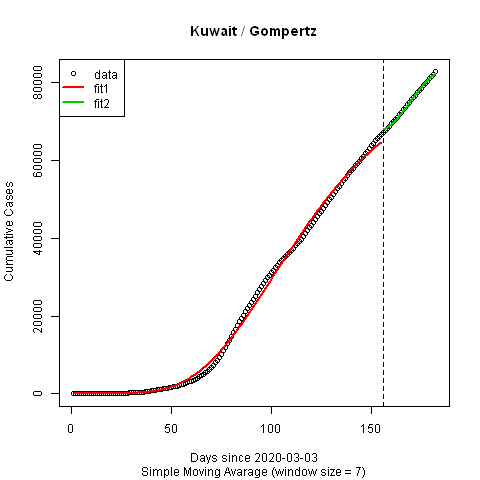 Kuwait / Gompertz
data
fit1
fit2
Cumulative Cases
0
20000
40000
60000
80000
0
50
100
150
Days since 2020-03-03
Simple Moving Avarage (window size = 7)